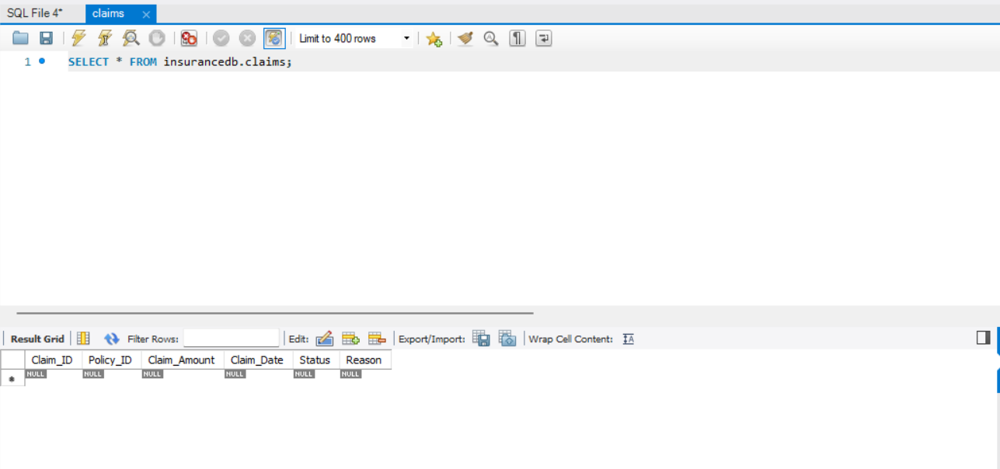 SQL File 4* claims
Limit to 400 rows
1 SELECT * FROM insurancedb.claims;
Result Grid Filter Rows: Edit: Export/Import: Wrap Cell Content:
Claim_ID Policy_ID Claim_Amount Claim_Date Status Reason
NULL NULL NULL NULL NULL NULL